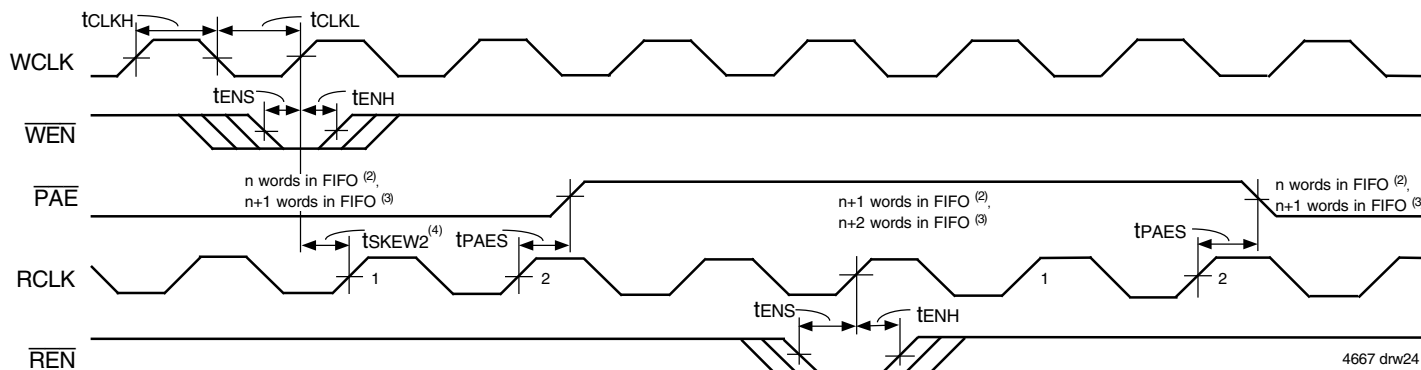 tCLKH tCLKL
WCLK
tENS tENH
WEN
n words in FIFO (2),
n+1 words in FIFO (3)
PAE
n+1 words in FIFO (2),
n+2 words in FIFO (3)
n words in FIFO (2),
n+1 words in FIFO (3
tSKEW2(4) tPAES tPAES
RCLK 1 2 1 2
tENS tENH
REN
4667 drw24